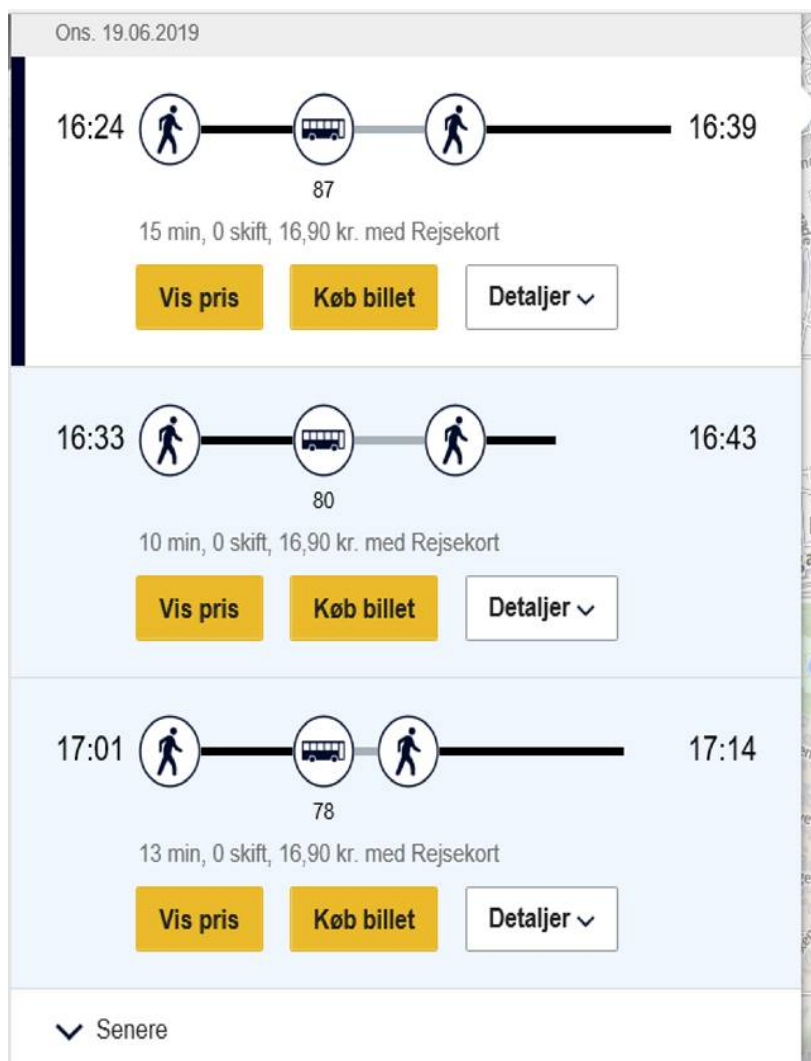 Ons. 19.06.2019
16:24 16:39
87
15 min, 0 skift, 16,90 kr. med Rejsekort
Vis pris Køb billet Detaljer
16:33 16:43
80
10 min, 0 skift, 16,90 kr. med Rejsekort
Vis pris Køb billet Detaljer
17:01 17:14
78
13 min, 0 skift, 16,90 kr. med Rejsekort
Vis pris Køb billet Detaljer
Senere